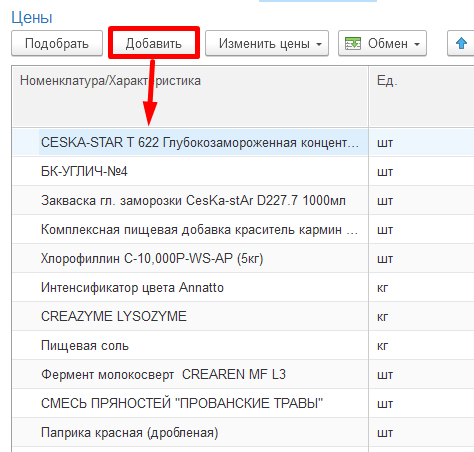 Цены
Подобрать Добавить Изменить цены Обмен
Номенклатура/Характеристика Ед.
CESKA-STAR T 622 Глубокозамороженная концент... шт
БК-УГЛИЧ-№4 шт
Закваска гл. заморозки CesKa-stAr D227.7 1000мл шт
Комплексная пищевая добавка краситель кармин ... шт
Хлорофиллин С-10,000Р-WS-AP (5кг) шт
Интенсификатор цвета Annatto кг
CREAZYME LYSOZYME кг
Пищевая соль кг
Фермент молокосверт CREAREN MF L3 шт
СМЕСЬ ПРЯНОСТЕЙ "ПРОВАНСКИЕ ТРАВЫ" шт
Паприка красная (дробленая) шт